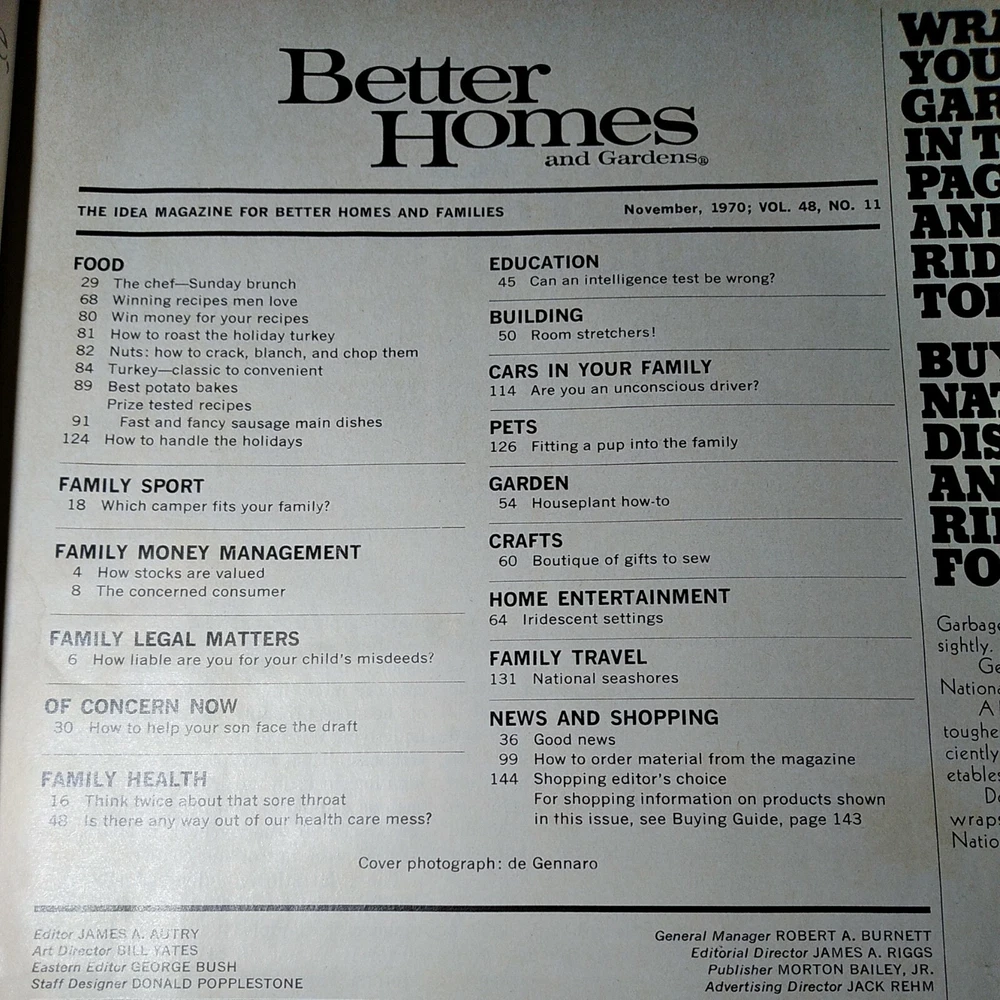 Better
Homes
and Gardens®
THE IDEA MAGAZINE FOR BETTER HOMES AND FAMILIES
November, 1970; VOL. 48, NO. 11
FOOD
29 The chef—Sunday brunch
68 Winning recipes men love
80 Win money for your recipes
81 How to roast the holiday turkey
82 Nuts: how to crack, blanch, and chop them
84 Turkey—classic to convenient
89 Best potato bakes
Prize tested recipes
91 Fast and fancy sausage main dishes
124 How to handle the holidays
FAMILY SPORT
18 Which camper fits your family?
FAMILY MONEY MANAGEMENT
4 How stocks are valued
8 The concerned consumer
FAMILY LEGAL MATTERS
6 How liable are you for your child's misdeeds?
OF CONCERN NOW
30 How to help your son face the draft
FAMILY HEALTH
16 Think twice about that sore throat
48 Is there any way out of our health care mess?
EDUCATION
45 Can an intelligence test be wrong?
BUILDING
50 Room stretchers!
CARS IN YOUR FAMILY
114 Are you an unconscious driver?
PETS
126 Fitting a pup into the family
GARDEN
54 Houseplant how-to
CRAFTS
60 Boutique of gifts to sew
HOME ENTERTAINMENT
64 Iridescent settings
FAMILY TRAVEL
131 National seashores
NEWS AND SHOPPING
36 Good news
99 How to order material from the magazine
144 Shopping editor's choice
For shopping information on products shown
in this issue, see Buying Guide, page 143
Cover photograph: de Gennaro
Editor JAMES A. AUTRY
Art Director BILL YATES
Eastern Editor GEORGE BUSH
Staff Designer DONALD POPPLESTONE
General Manager ROBERT A. BURNETT
Editorial Director JAMES A. RIGGS
Publisher MORTON BAILEY, JR.
Advertising Director JACK REHM
YOU
IN
AND
BUY
sightly.
A